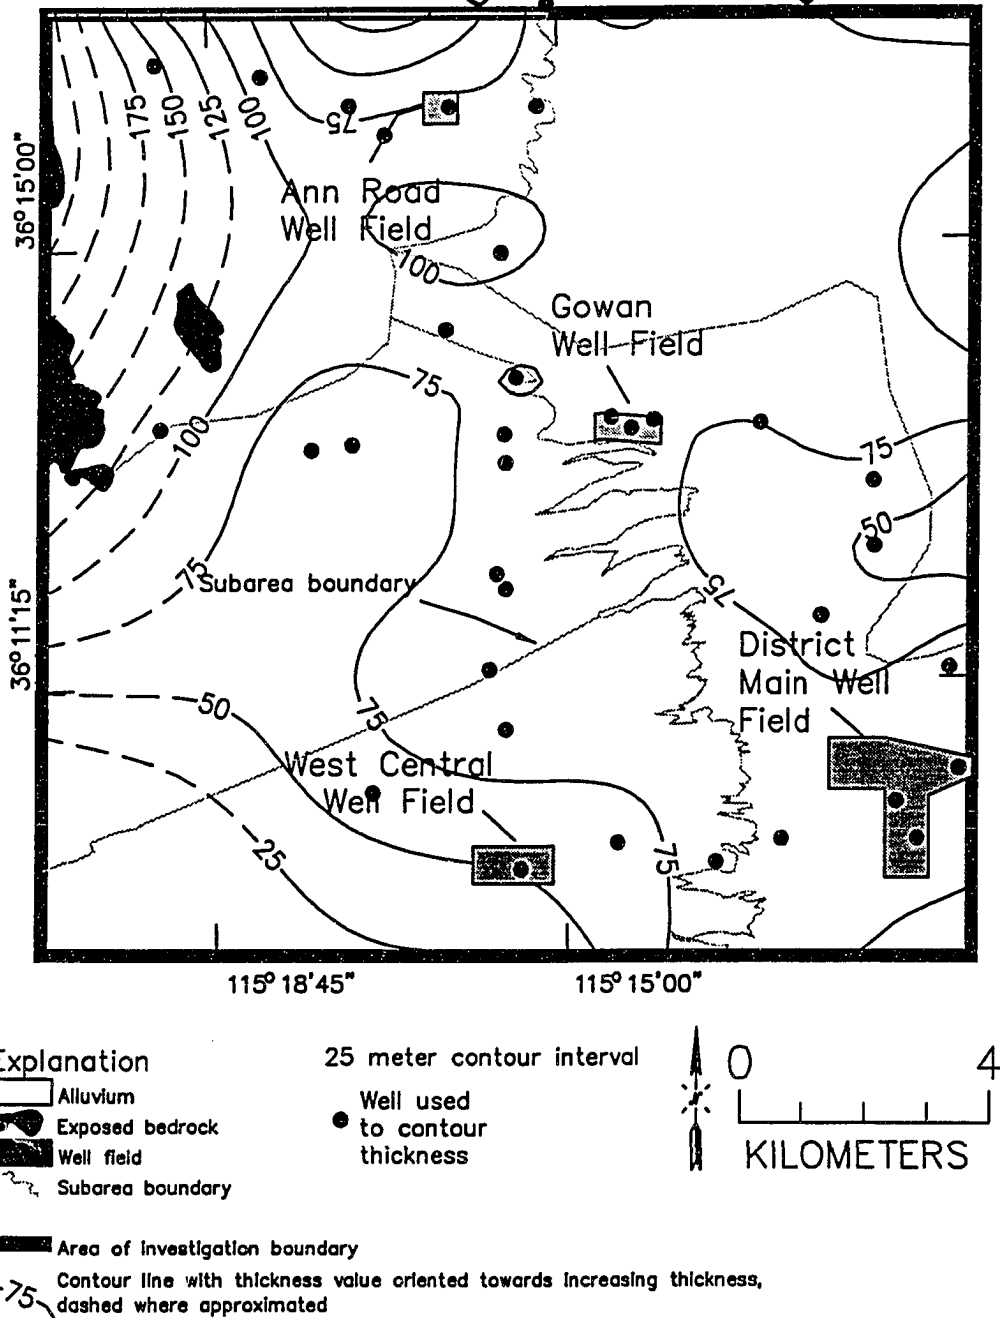 175
150
125
100
75
36° 15'00"
Ann Road
Well Field
100
Gowan
Well Field
75
75
100
50
75
Subarea boundary
75
36° 11'15"
District
Main Well
Field
50
75
West Central
Well Field
25
75
115° 18'45"
115° 15'00"
Explanation
25 meter contour interval
Alluvium
Exposed bedrock
Well field
Subarea boundary
Well used
to contour
thickness
0
4
KILOMETERS
Area of investigation boundary
75
Contour line with thickness value oriented towards increasing thickness,
dashed where approximated